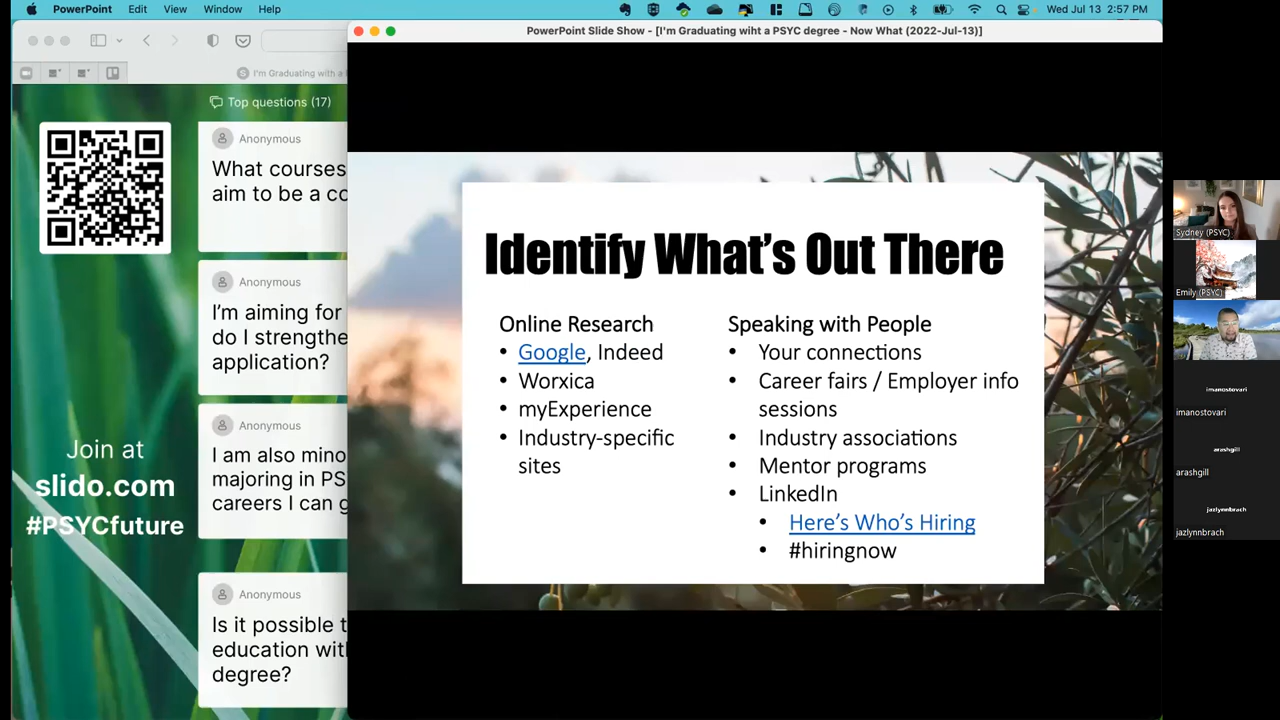 PowerPoint Edit View Window Help
Wed Jul 13 2:57 PM
PowerPoint Slide Show - [I'm Graduating wiht a PSYC degree - Now What (2022-Jul-13)]
I'm Graduating with a
Top questions (17)
Anonymous
What courses
aim to be a co
Anonymous
I'm aiming for
do I strengthe
application?
Anonymous
I am also mino
majoring in PS
careers I can g
Anonymous
Is it possible t
education wit
degree?
Join at
slido.com
#PSYCfuture
Identify What's Out There
Online Research
• Google, Indeed
• Worxica
• myExperience
• Industry-specific
sites
Speaking with People
• Your connections
• Career fairs / Employer info
sessions
• Industry associations
• Mentor programs
• LinkedIn
• Here's Who's Hiring
• #hiringnow
Sydney (PSYC)
Emily (PSYC)
imanostovari
imanostovari
arashgill
arashgill
jazlynnbrach
jazlynnbrach